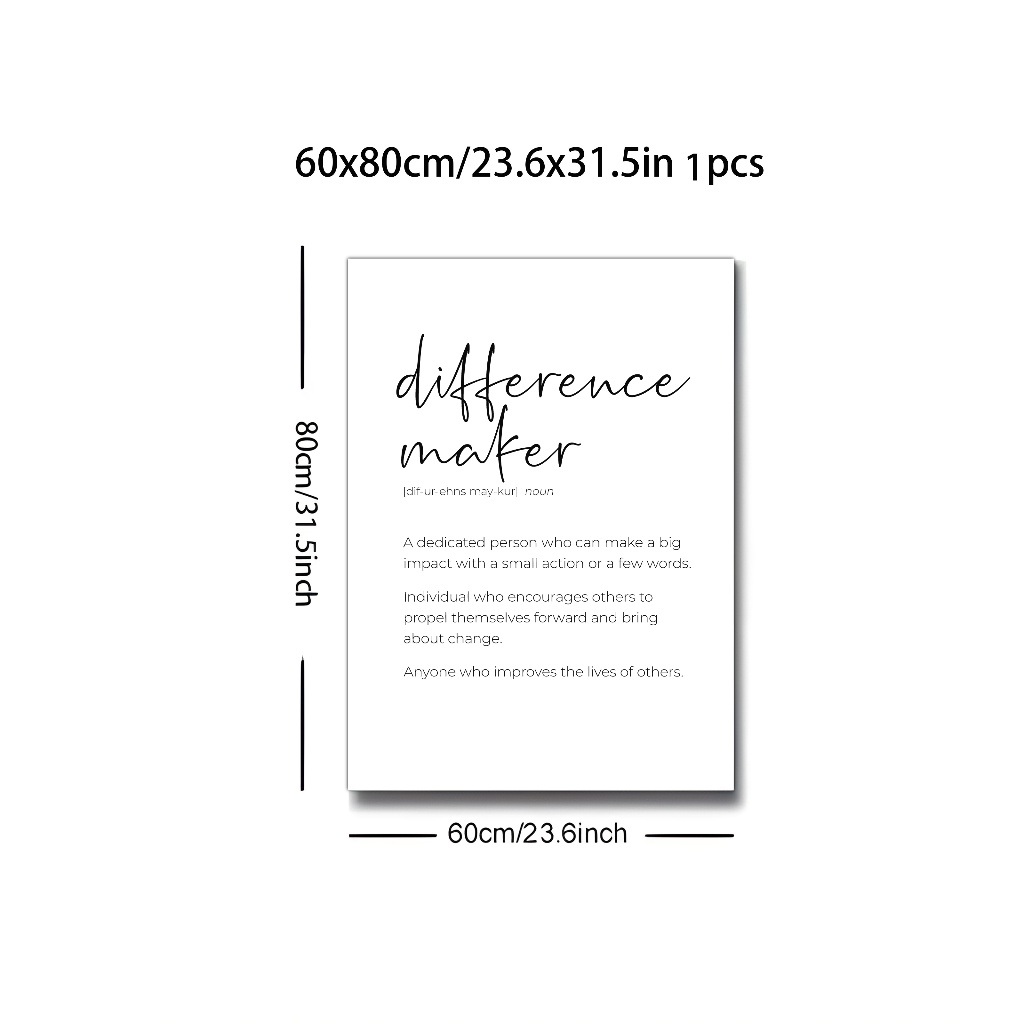 60x80cm/23.6x31.5in 1pcs
80cm/31.5inch
difference
maker
[dif-ur-ehns may-kur] noun
A dedicated person who can make a big
impact with a small action or a few words.
Individual who encourages others to
propel themselves forward and bring
about change.
Anyone who improves the lives of others.
60cm/23.6inch